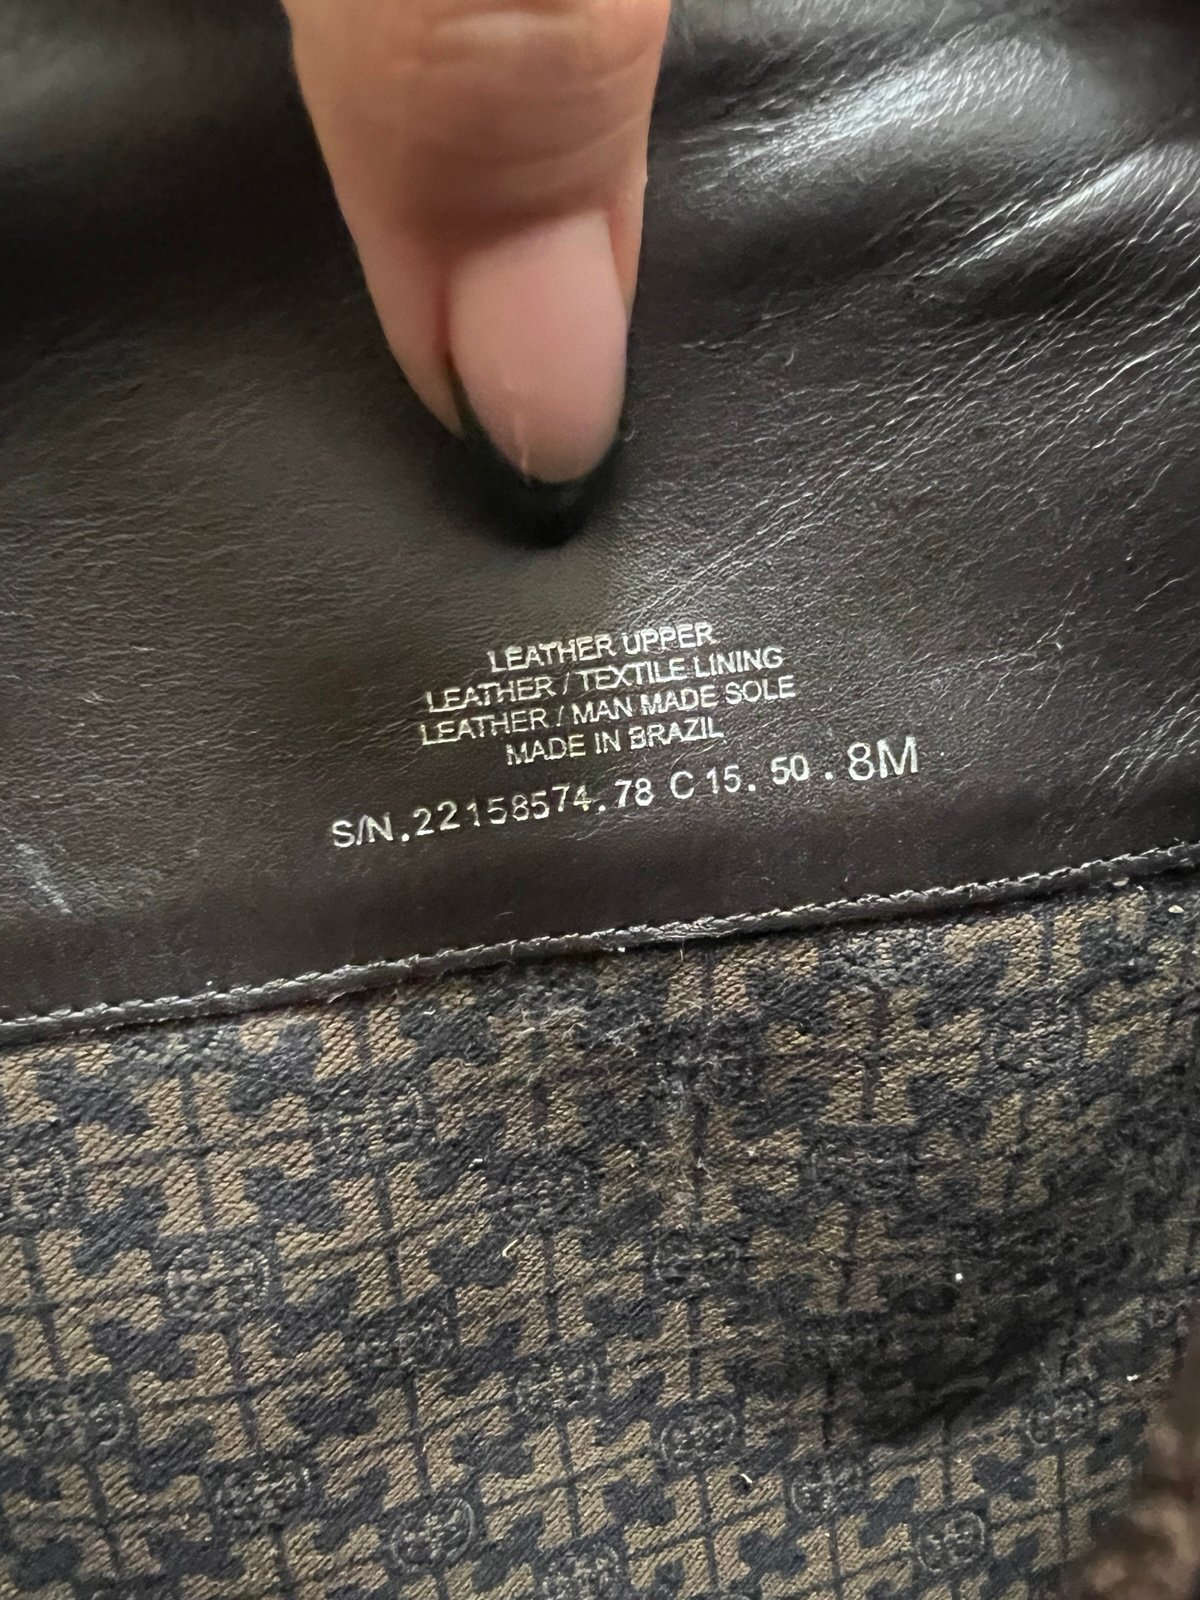 LEATHER UPPER
LEATHER / TEXTILE LINING
LEATHER / MAN MADE SOLE
MADE IN BRAZIL
S/N.22158574.78 C 15. 50 . 8M